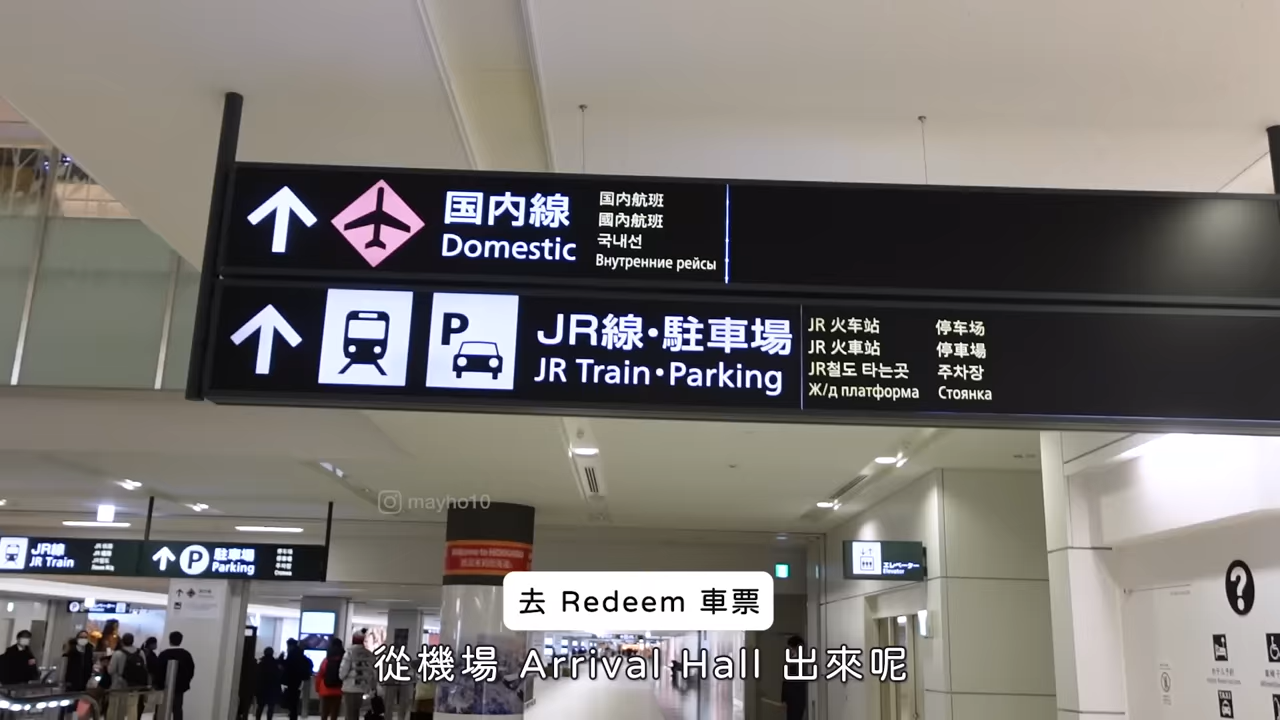 国内線
Domestic
国内航班
國內航班
국내선
Внутренние рейсы
P
JR線・駐車場
JR Train・Parking
JR 火车站
JR 火車站
JR철도 타는곳
Ж/д платформа
停车场
停車場
주차장
Стоянка
mayho10
JR線
JR Train
P
駐車場
Parking
エレベーター
Elevator
?
TAXI
去 Redeem 車票
從機場 Arrival Hall 出來呢